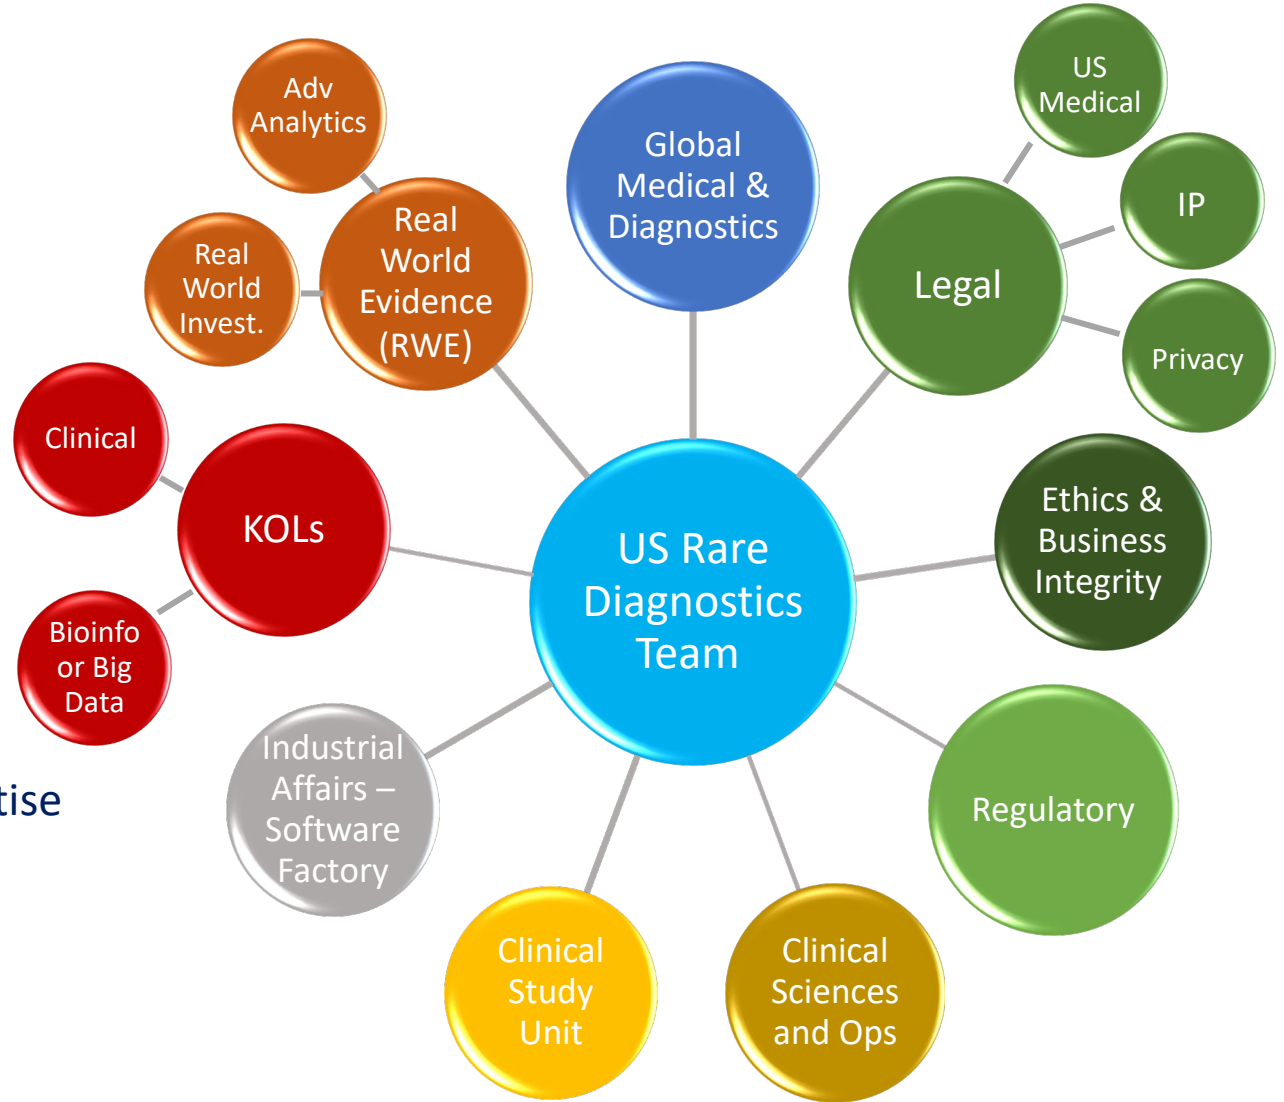 Adv
Analytics
Real
World
Invest.
Real
World
Evidence
(RWE)
Global
Medical &
Diagnostics
US
Medical
IP
Privacy
Legal
Clinical
KOLs
Bioinfo
or Big
Data
US Rare
Diagnostics
Team
Ethics &
Business
Integrity
Industrial
Affairs –
Software
Factory
tise
Regulatory
Clinical
Study
Unit
Clinical
Sciences
and Ops